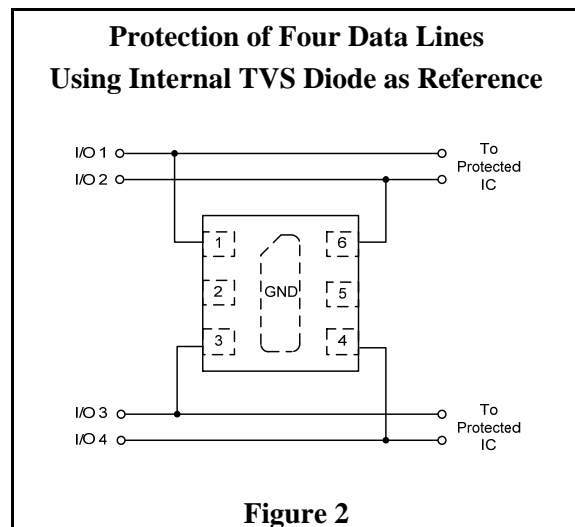 Protection of Four Data Lines
Using Internal TVS Diode as Reference
I/O 1
To
Protected
IC
I/O 2
1
6
2
GND
5
3
4
I/O 3
To
Protected
IC
I/O 4
Figure 2